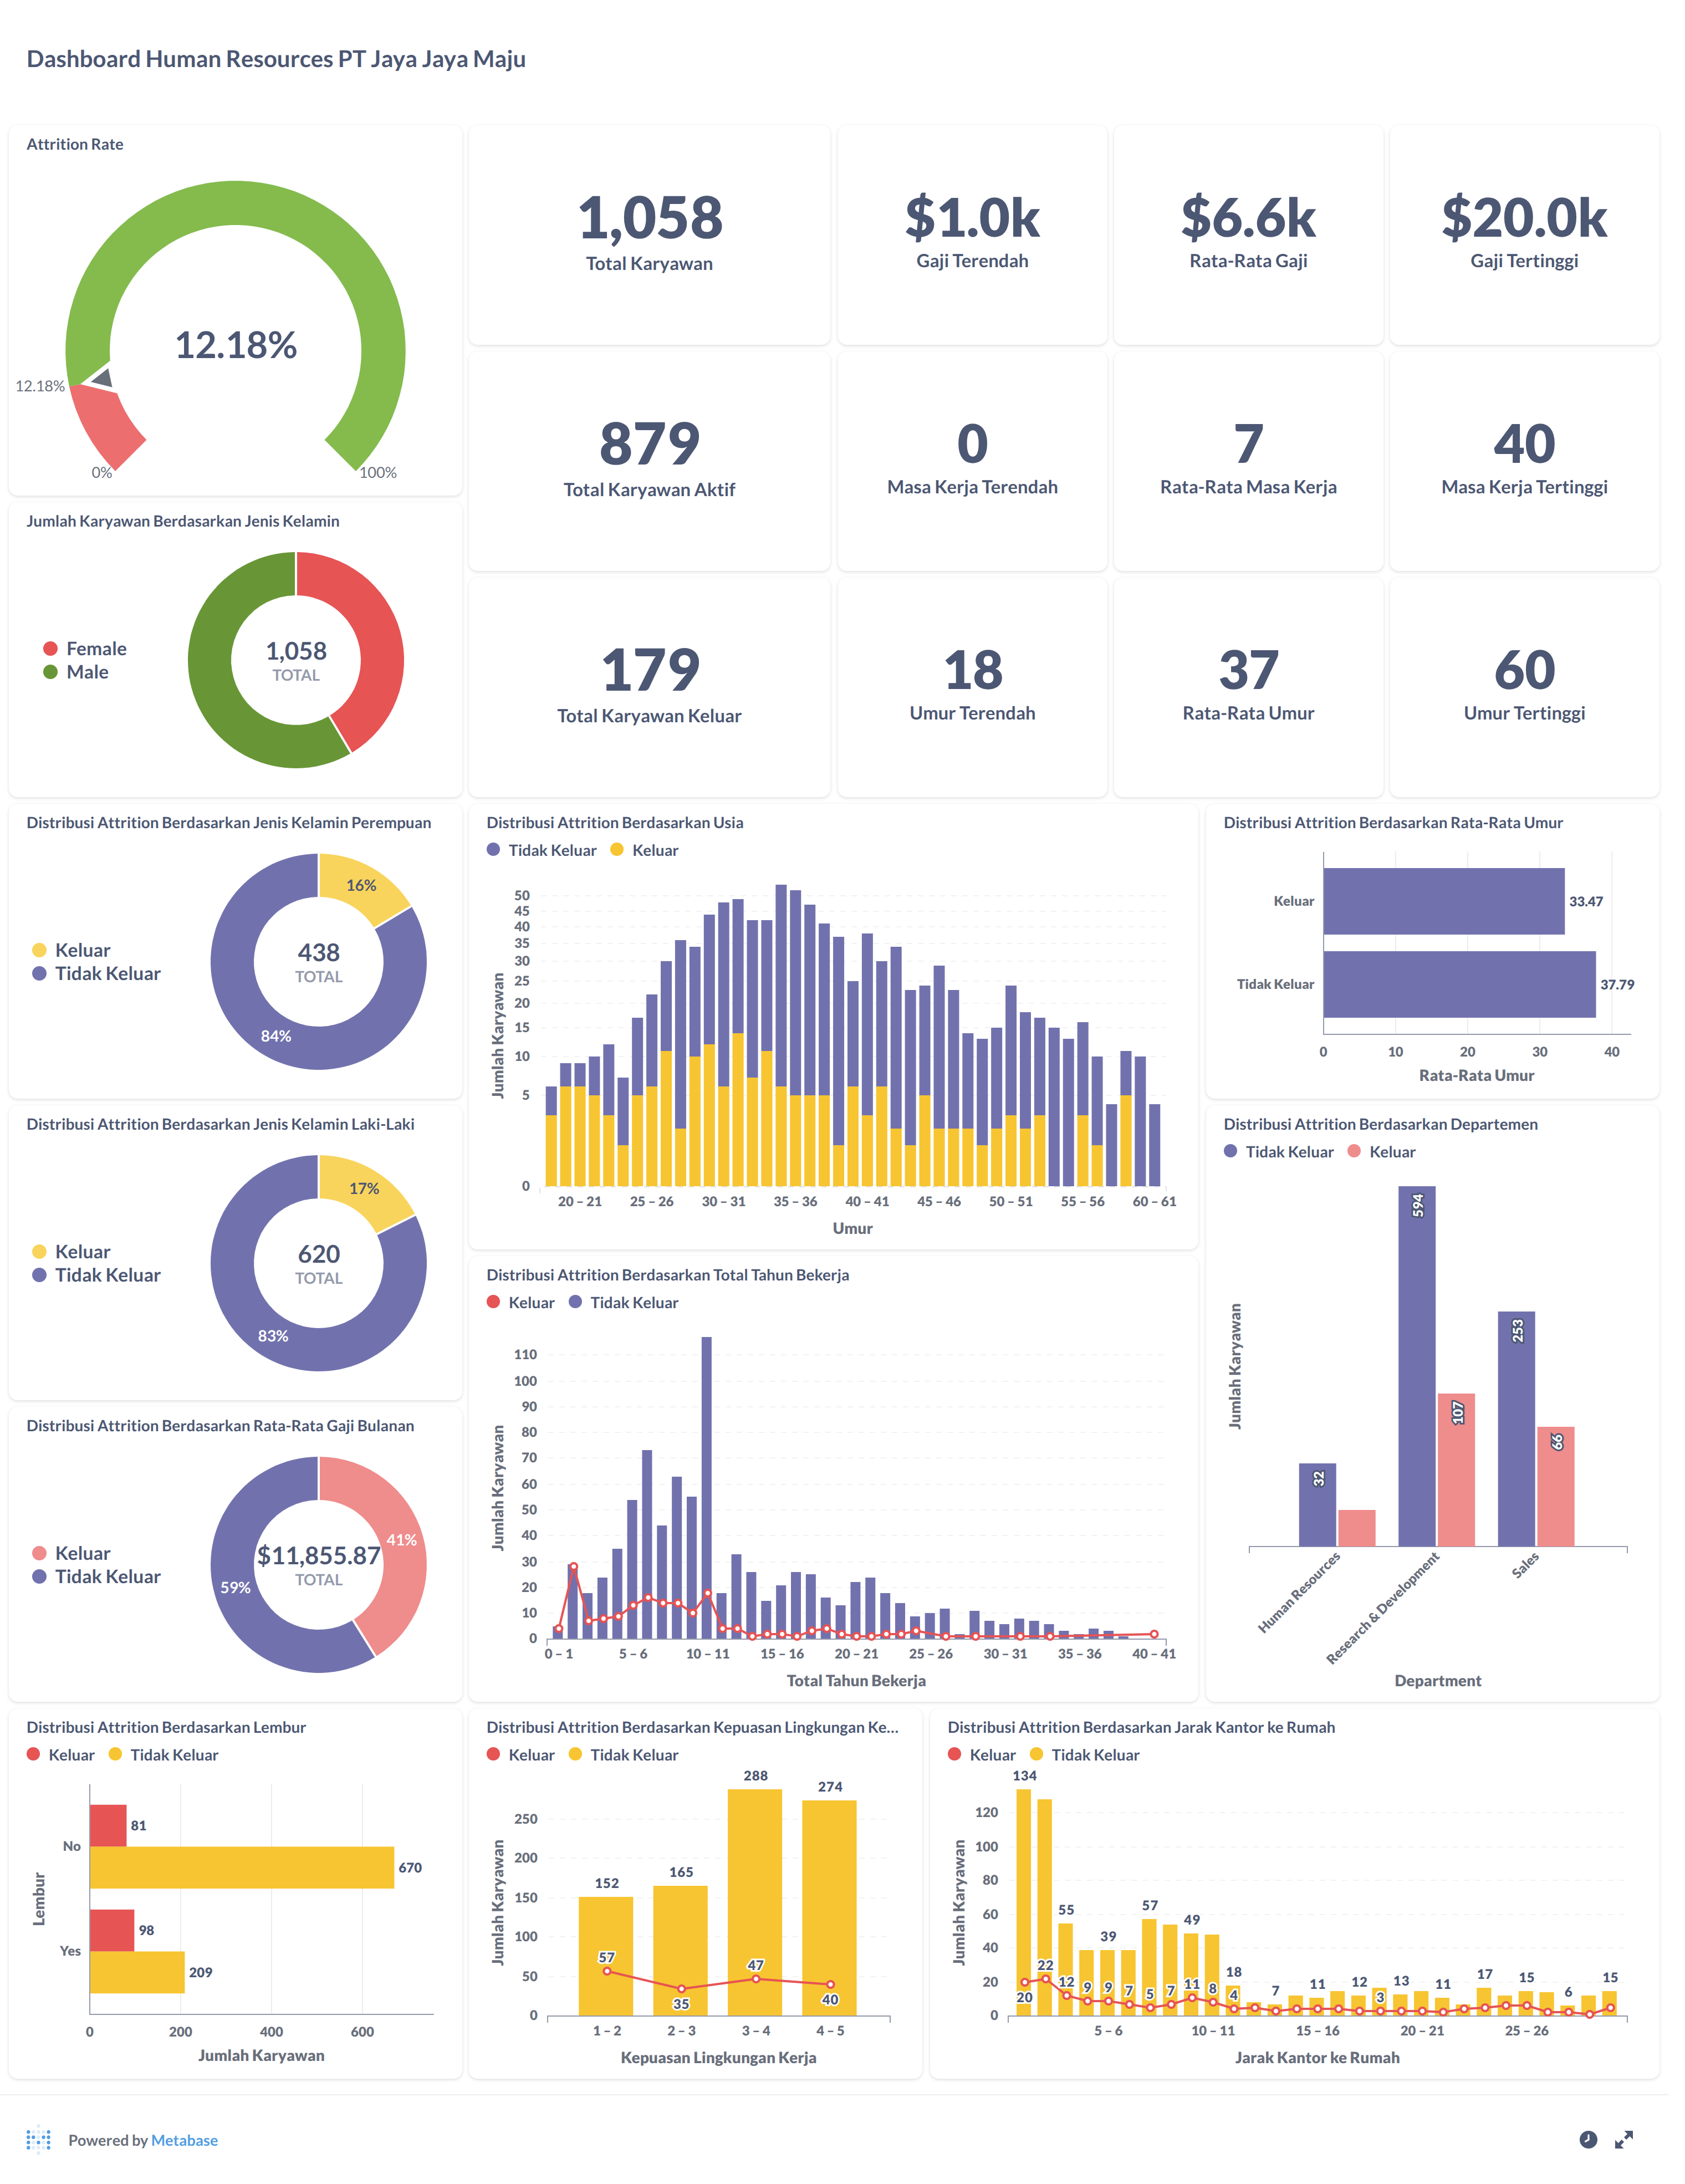 Dashboard Human Resources PT Jaya Jaya Maju
Attrition Rate
12.18%
12.18%
0%
100%
1,058
Total Karyawan
$1.0k
Gaji Terendah
$6.6k
Rata-Rata Gaji
$20.0k
Gaji Tertinggi
879
Total Karyawan Aktif
0
Masa Kerja Terendah
7
Rata-Rata Masa Kerja
40
Masa Kerja Tertinggi
179
Total Karyawan Keluar
18
Umur Terendah
37
Rata-Rata Umur
60
Umur Tertinggi
Jumlah Karyawan Berdasarkan Jenis Kelamin
Female
Male
1,058
TOTAL
Distribusi Attrition Berdasarkan Jenis Kelamin Perempuan
Keluar
Tidak Keluar
16%
438
TOTAL
84%
Distribusi Attrition Berdasarkan Usia
Tidak Keluar
Keluar
Jumlah Karyawan
50
45
40
35
30
25
20
15
10
5
0
20 – 21
25 – 26
30 – 31
35 – 36
40 – 41
45 – 46
50 – 51
55 – 56
60 – 61
Umur
Distribusi Attrition Berdasarkan Rata-Rata Umur
Keluar
33.47
Tidak Keluar
37.79
0
10
20
30
40
Rata-Rata Umur
Distribusi Attrition Berdasarkan Jenis Kelamin Laki-Laki
Keluar
Tidak Keluar
17%
620
TOTAL
83%
Distribusi Attrition Berdasarkan Departemen
Tidak Keluar
Keluar
Jumlah Karyawan
32
594
107
253
66
Human Resources
Research & Development
Sales
Department
Distribusi Attrition Berdasarkan Total Tahun Bekerja
Keluar
Tidak Keluar
Jumlah Karyawan
110
100
90
80
70
60
50
40
30
20
10
0
0 – 1
5 – 6
10 – 11
15 – 16
20 – 21
25 – 26
30 – 31
35 – 36
40 – 41
Total Tahun Bekerja
Distribusi Attrition Berdasarkan Rata-Rata Gaji Bulanan
Keluar
Tidak Keluar
41%
$11,855.87
TOTAL
59%
Distribusi Attrition Berdasarkan Lembur
Keluar
Tidak Keluar
Lembur
No
81
670
Yes
98
209
0
200
400
600
Jumlah Karyawan
Distribusi Attrition Berdasarkan Kepuasan Lingkungan Ke...
Keluar
Tidak Keluar
Jumlah Karyawan
250
200
150
100
50
0
152
165
288
274
57
35
47
40
1 – 2
2 – 3
3 – 4
4 – 5
Kepuasan Lingkungan Kerja
Distribusi Attrition Berdasarkan Jarak Kantor ke Rumah
Keluar
Tidak Keluar
Jumlah Karyawan
120
100
80
60
40
20
0
134
55
39
57
49
18
7
11
12
13
11
17
15
6
15
20
22
12
9
9
7
5
7
11
8
4
3
5 – 6
10 – 11
15 – 16
20 – 21
25 – 26
Jarak Kantor ke Rumah
Powered by Metabase